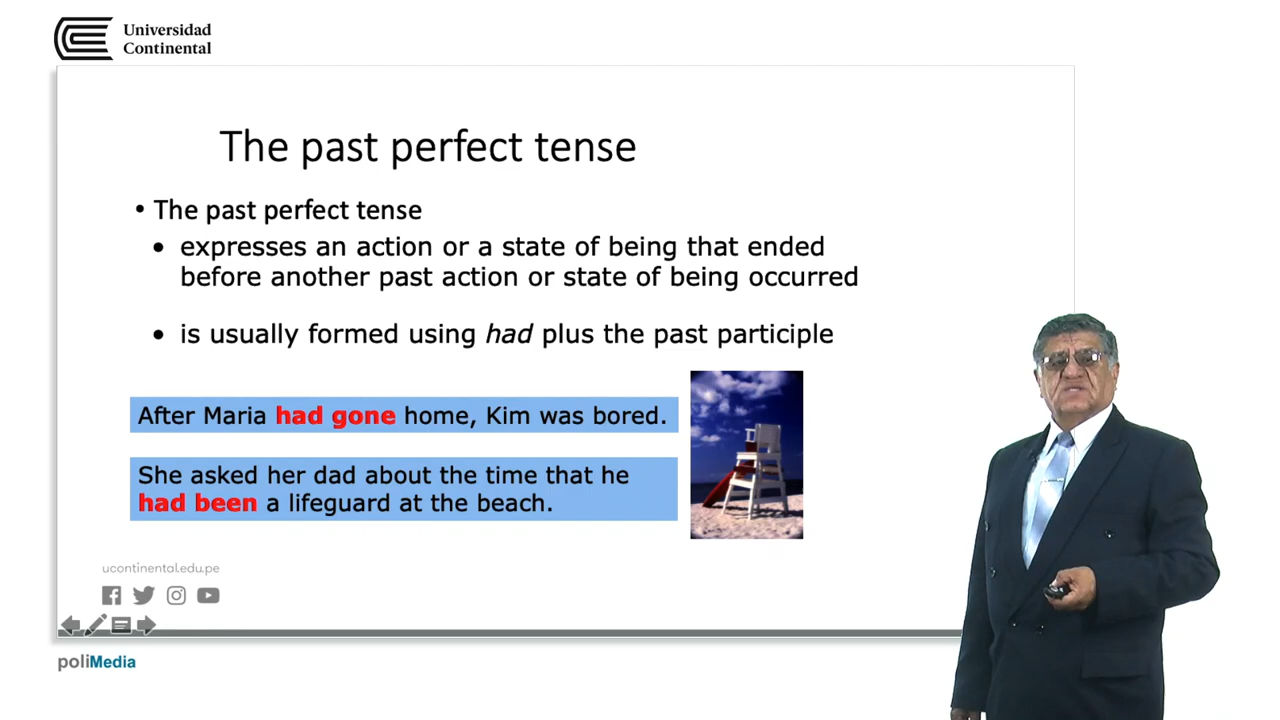 Universidad
Continental
The past perfect tense
• The past perfect tense
• expresses an action or a state of being that ended
before another past action or state of being occurred
• is usually formed using had plus the past participle
After Maria had gone home, Kim was bored.
She asked her dad about the time that he
had been a lifeguard at the beach.
ucontinental.edu.pe
poliMedia